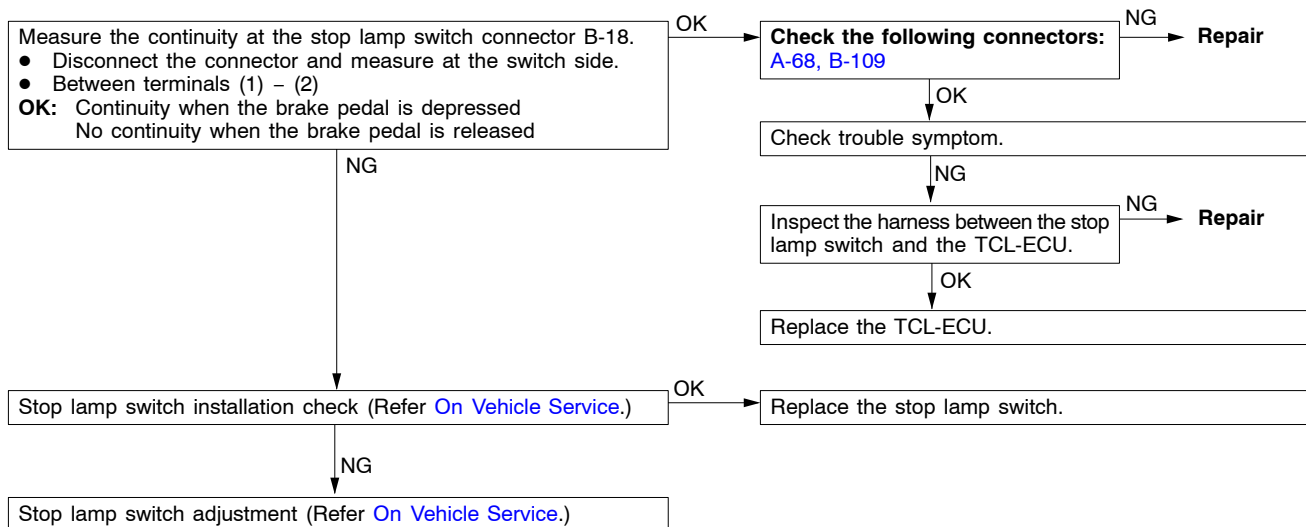 Measure the continuity at the stop lamp switch connector B-18.
● Disconnect the connector and measure at the switch side.
● Between terminals (1) – (2)
OK: Continuity when the brake pedal is depressed
No continuity when the brake pedal is released
OK
Check the following connectors:
A-68, B-109
NG
Repair
OK
Check trouble symptom.
NG
NG
Inspect the harness between the stop
lamp switch and the TCL-ECU.
NG
Repair
OK
Replace the TCL-ECU.
Stop lamp switch installation check (Refer On Vehicle Service.)
OK
Replace the stop lamp switch.
NG
Stop lamp switch adjustment (Refer On Vehicle Service.)